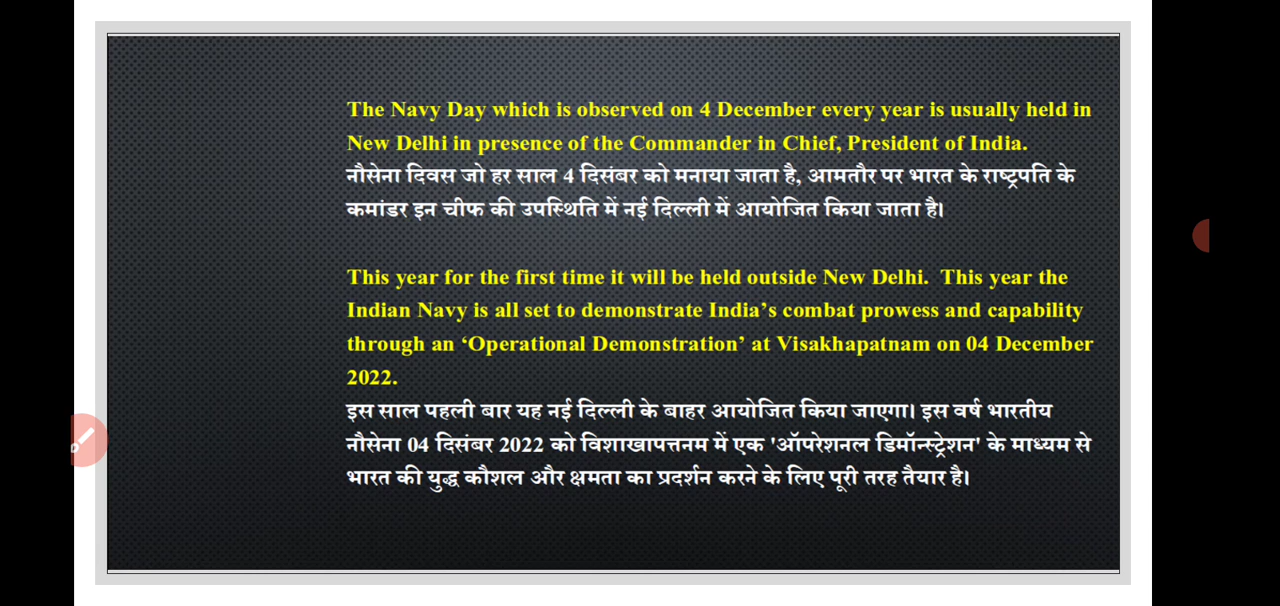 The Navy Day which is observed on 4 December every year is usually held in
New Delhi in presence of the Commander in Chief, President of India.
नौसेना दिवस जो हर साल 4 दिसंबर को मनाया जाता है, आमतौर पर भारत के राष्ट्रपति के
कमांडर इन चीफ की उपस्थिति में नई दिल्ली में आयोजित किया जाता है।
This year for the first time it will be held outside New Delhi.  This year the
Indian Navy is all set to demonstrate India’s combat prowess and capability
through an ‘Operational Demonstration’ at Visakhapatnam on 04 December
2022.
इस साल पहली बार यह नई दिल्ली के बाहर आयोजित किया जाएगा। इस वर्ष भारतीय
नौसेना 04 दिसंबर 2022 को विशाखापत्तनम में एक 'ऑपरेशनल डिमॉन्स्ट्रेशन' के माध्यम से
भारत की युद्ध कौशल और क्षमता का प्रदर्शन करने के लिए पूरी तरह तैयार है।